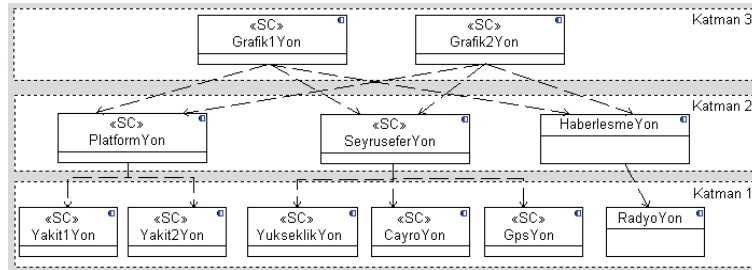 Katman 3
«SC»
Grafik1Yon
«SC»
Grafik2Yon
Katman 2
«SC»
PlatformYon
«SC»
SeyruseferYon
HaberlesmeYon
Katman 1
«SC»
Yakit1Yon
«SC»
Yakit2Yon
«SC»
YukseklikYon
«SC»
CayroYon
«SC»
GpsYon
RadyoYon